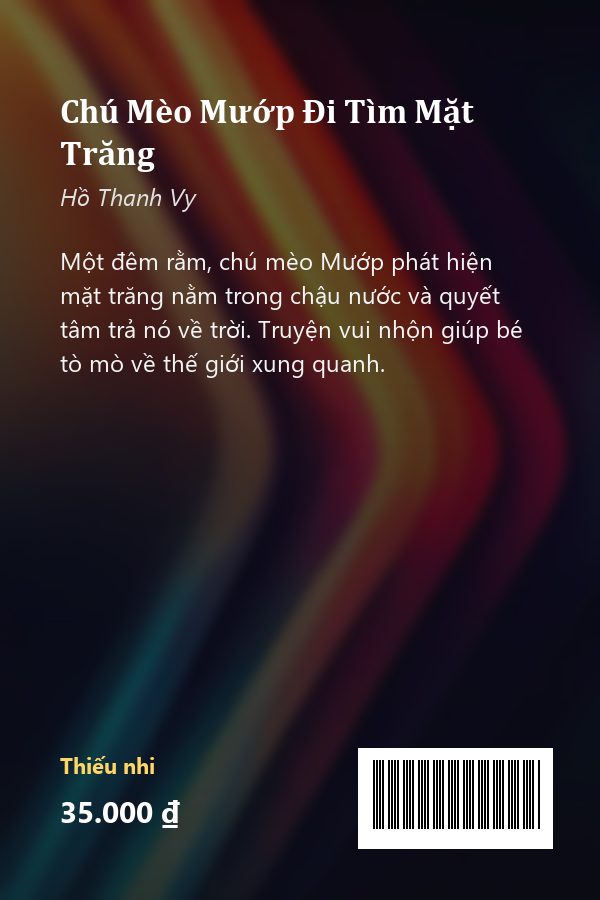 Chú Mèo Mướp Đi Tìm Mặt
Trăng
Hồ Thanh Vy
Một đêm rằm, chú mèo Mướp phát hiện
mặt trăng nằm trong chậu nước và quyết
tâm trả nó về trời. Truyện vui nhộn giúp bé
tò mò về thế giới xung quanh.
Thiếu nhi
35.000 ₫